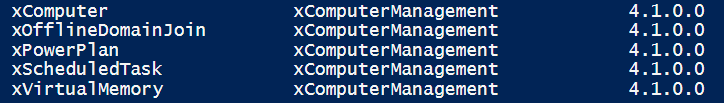 xComputer xComputerManagement 4.1.0.0
xOfflineDomainJoin xComputerManagement 4.1.0.0
xPowerPlan xComputerManagement 4.1.0.0
xScheduledTask xComputerManagement 4.1.0.0
xVirtualMemory xComputerManagement 4.1.0.0